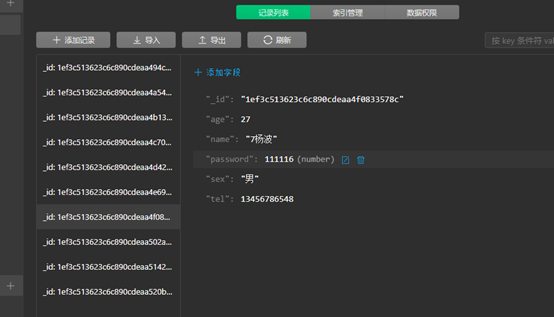 记录列表 索引管理 数据权限
+ 添加记录 导入 导出 刷新 按 key 条件符 val
_id: 1ef3c513623c6c890cdeaa494c...
_id: 1ef3c513623c6c890cdeaa4a54...
_id: 1ef3c513623c6c890cdeaa4b13...
_id: 1ef3c513623c6c890cdeaa4c70...
_id: 1ef3c513623c6c890cdeaa4d42...
_id: 1ef3c513623c6c890cdeaa4e69...
_id: 1ef3c513623c6c890cdeaa4f08...
_id: 1ef3c513623c6c890cdeaa502a...
_id: 1ef3c513623c6c890cdeaa5142...
_id: 1ef3c513623c6c890cdeaa520b...
+ 添加字段
"_id": "1ef3c513623c6c890cdeaa4f0833578c"
"age": 27
"name": "7杨波"
"password": 111116 (number)
"sex": "男"
"tel": 13456786548